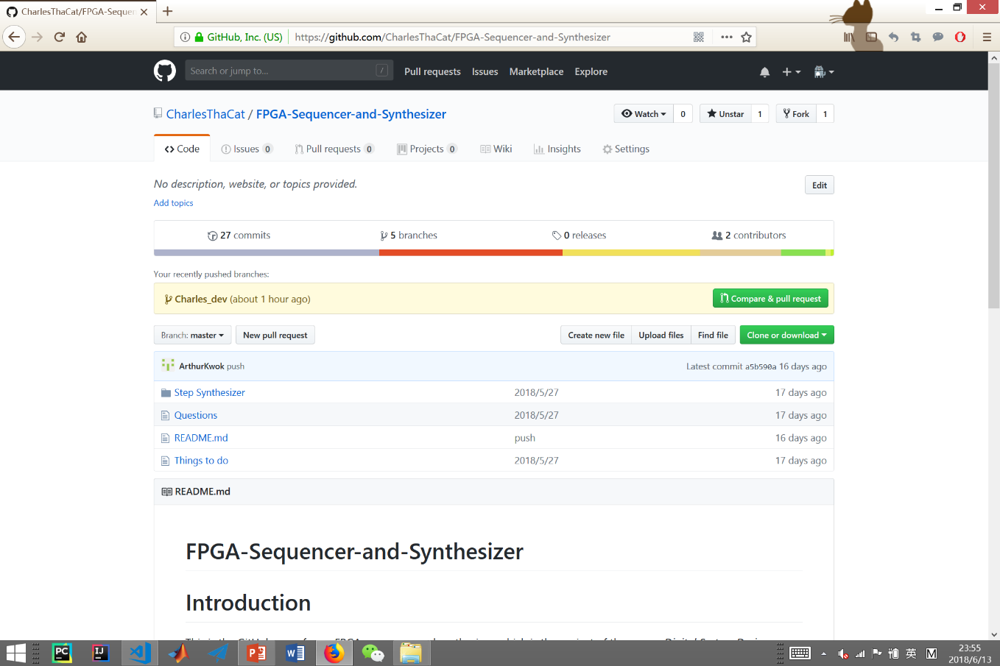 CharlesThaCat/FPGA-Sequen
GitHub, Inc. (US) https://github.com/CharlesThaCat/FPGA-Sequencer-and-Synthesizer
Search or jump to... / Pull requests Issues Marketplace Explore
CharlesThaCat / FPGA-Sequencer-and-Synthesizer Watch 0 Unstar 1 Fork 1
Code Issues 0 Pull requests 0 Projects 0 Wiki Insights Settings
No description, website, or topics provided. Edit
Add topics
27 commits 5 branches 0 releases 2 contributors
Your recently pushed branches:
Charles_dev (about 1 hour ago) Compare & pull request
Branch: master New pull request Create new file Upload files Find file Clone or download
ArthurKwok push Latest commit a5b590a 16 days ago
Step Synthesizer 2018/5/27 17 days ago
Questions 2018/5/27 17 days ago
README.md push 16 days ago
Things to do 2018/5/27 17 days ago
README.md
FPGA-Sequencer-and-Synthesizer
Introduction
PC IJ P W 英 M 23:55
2018/6/13